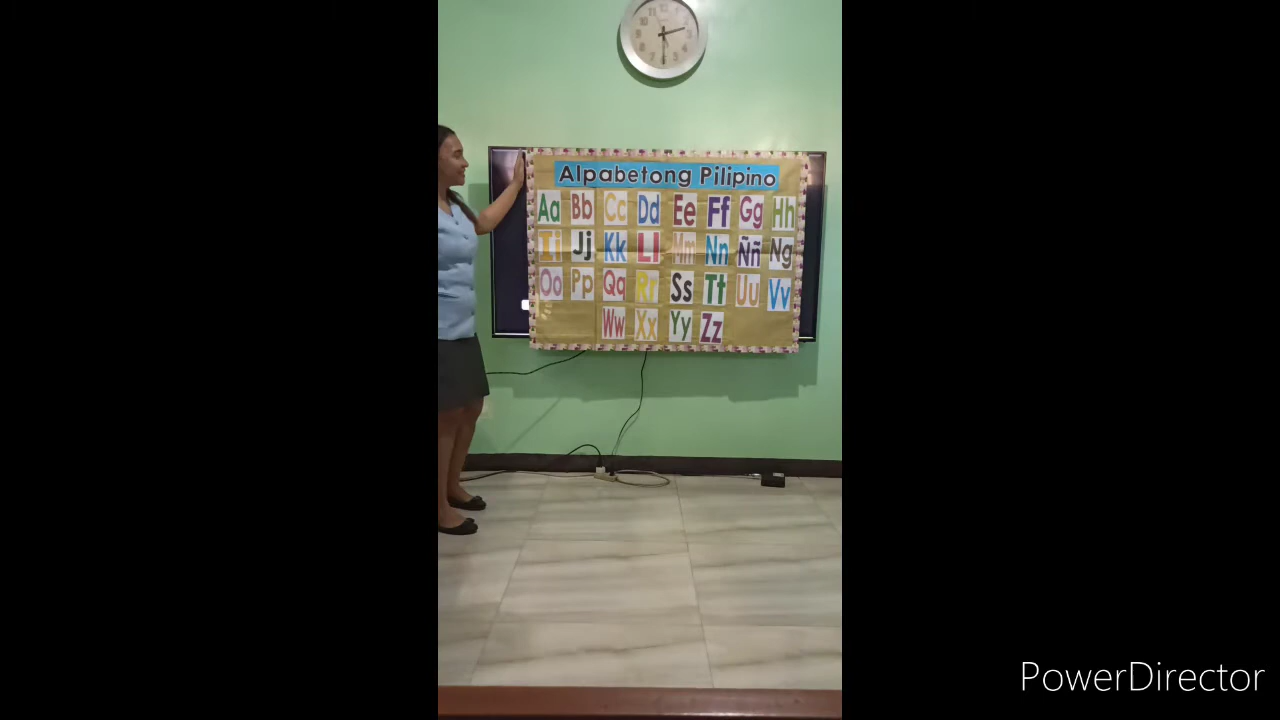 Alpabetong Pilipino
Aa Bb Cc Dd Ee Ff Gg Hh
Ii Jj Kk Ll Mm Nn Ññ Ng
Oo Pp Qq Rr Ss Tt Uu Vv
Ww Xx Yy Zz
PowerDirector